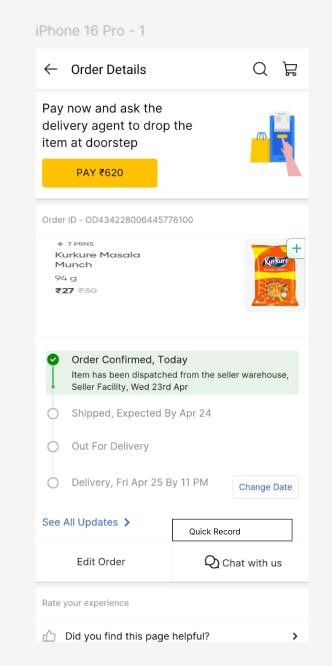 iPhone 16 Pro - 1
Order Details
Pay now and ask the
delivery agent to drop the
item at doorstep
PAY ₹620
Order ID - OD434228006445776100
7 MINS
Kurkure Masala
Munch
94 g
₹27 ₹30
Kurkure
Order Confirmed, Today
Item has been dispatched from the seller warehouse,
Seller Facility, Wed 23rd Apr
Shipped, Expected By Apr 24
Out For Delivery
Delivery, Fri Apr 25 By 11 PM
Change Date
See All Updates
Quick Record
Edit Order
Chat with us
Rate your experience
Did you find this page helpful?